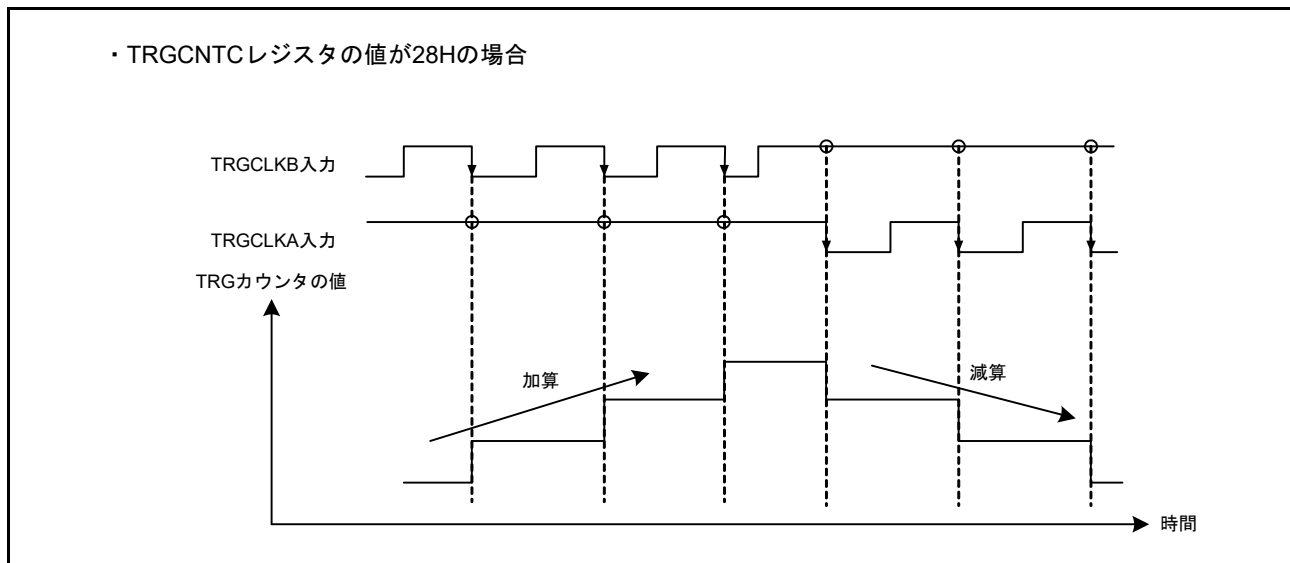 ・TRGCNTCレジスタの値が28Hの場合
TRGCLKB入力
TRGCLKA入力
TRGカウンタの値
加算
減算
時間